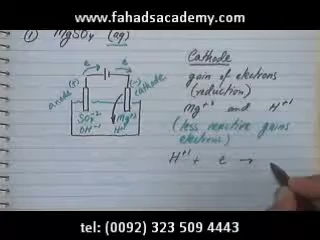 www.fahadsacademy.com
① MgSO4 (aq)
Cathode
gain of electrons
(reduction)
Mg+2 and H+1
(less reactive gains
electrons)
H+1 + e →
e e
(+) (-)
anode cathode
SO4-2 Mg+2
OH-1 H+1
tel: (0092) 323 509 4443